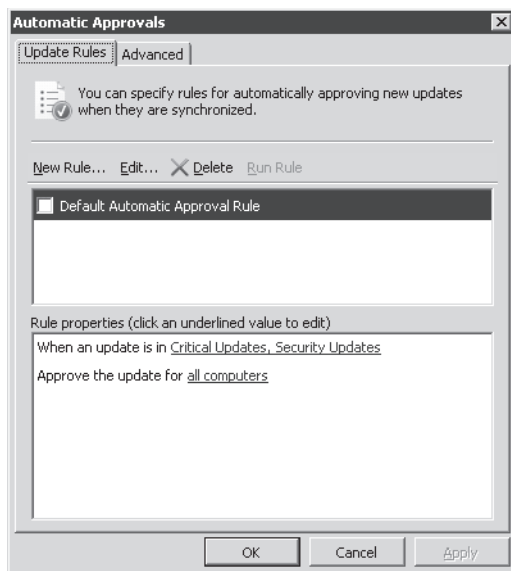 Automatic Approvals
Update Rules
Advanced
You can specify rules for automatically approving new updates
when they are synchronized.
New Rule... Edit... Delete Run Rule
Default Automatic Approval Rule
Rule properties (click an underlined value to edit)
When an update is in Critical Updates, Security Updates
Approve the update for all computers
OK Cancel Apply